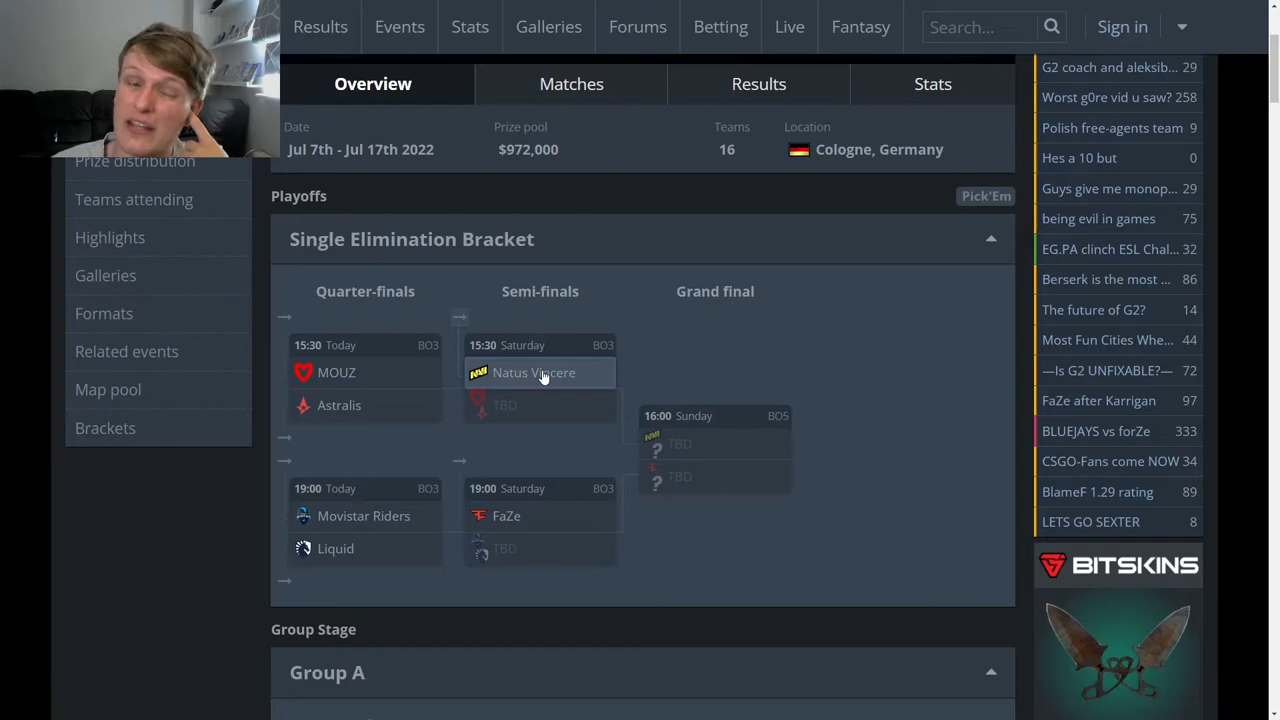 Results
Events
Stats
Galleries
Forums
Betting
Live
Fantasy
Search...
Sign in
Overview
Matches
Results
Stats
Date
Prize pool
Teams
Location
Jul 7th - Jul 17th 2022
$972,000
16
Cologne, Germany
Prize distribution
Teams attending
Highlights
Galleries
Formats
Related events
Map pool
Brackets
Playoffs
Pick'Em
Single Elimination Bracket
Quarter-finals
Semi-finals
Grand final
15:30 Today BO3
MOUZ
Astralis
15:30 Saturday BO3
Natus Vincere
TBD
16:00 Sunday BO5
? TBD
? TBD
19:00 Today BO3
Movistar Riders
Liquid
19:00 Saturday BO3
FaZe
TBD
Group Stage
Group A
G2 coach and aleksib... 29
Worst g0re vid u saw? 258
Polish free-agents team 9
Hes a 10 but 0
Guys give me monop... 29
being evil in games 75
EG.PA clinch ESL Chal... 32
Berserk is the most ... 86
The future of G2? 14
Most Fun Cities Whe... 44
—Is G2 UNFIXABLE?— 72
FaZe after Karrigan 97
BLUEJAYS vs forZe 333
CSGO-Fans come NOW 34
BlameF 1.29 rating 89
LETS GO SEXTER 8
BITSKINS